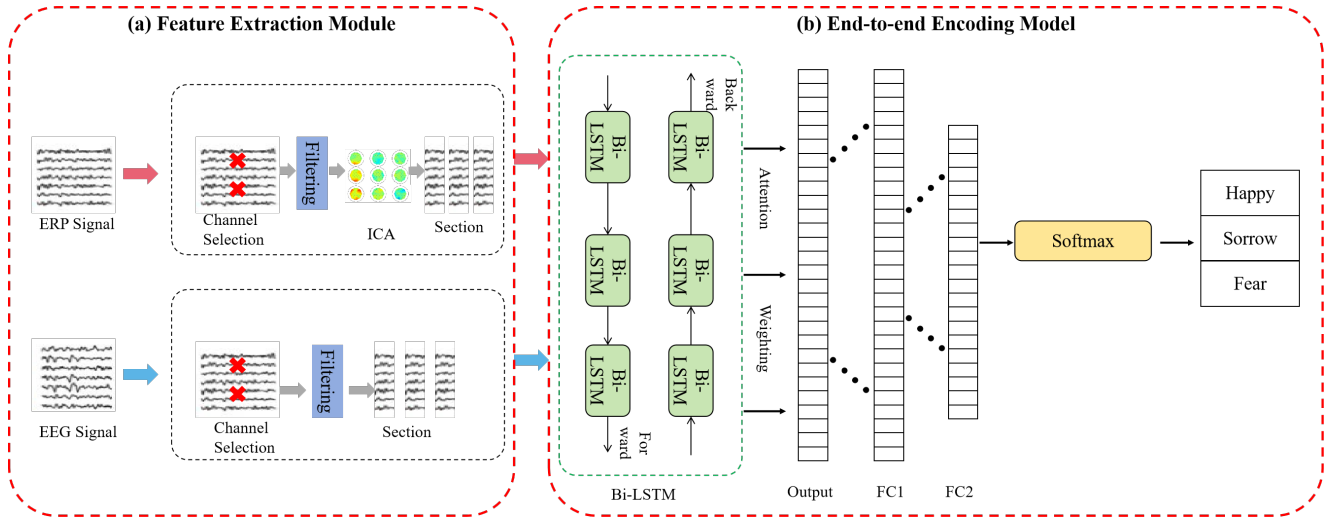 (a) Feature Extraction Module
ERP Signal
Channel
Selection
Filtering
ICA
Section
EEG Signal
Channel
Selection
Filtering
Section
(b) End-to-end Encoding Model
Bi-
LSTM
Bi-
LSTM
Bi-
LSTM
For
ward
Back
ward
Bi-
LSTM
Bi-
LSTM
Bi-
LSTM
Bi-LSTM
Attention
Weighting
Output
FC1
FC2
Softmax
Happy
Sorrow
Fear